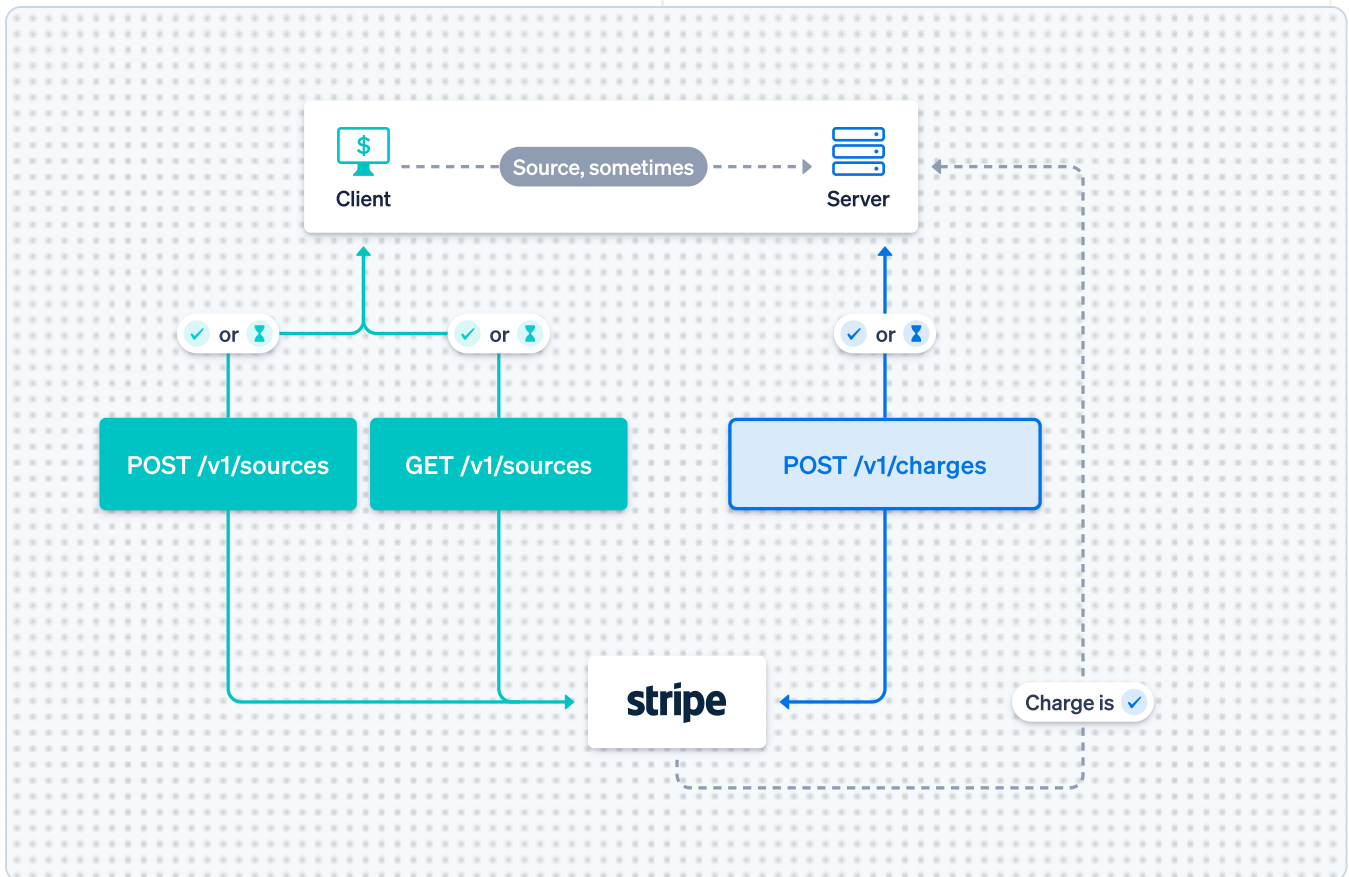 $
Source, sometimes
Client
Server
or
or
or
POST /v1/sources
GET /v1/sources
POST /v1/charges
stripe
Charge is